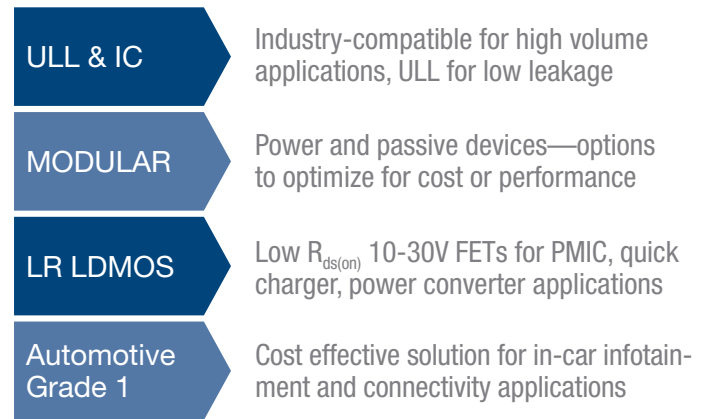 ULL & IC
Industry-compatible for high volume
applications, ULL for low leakage
MODULAR
Power and passive devices—options
to optimize for cost or performance
LR LDMOS
Low Rds(on) 10-30V FETs for PMIC, quick
charger, power converter applications
Automotive
Grade 1
Cost effective solution for in-car infotain-
ment and connectivity applications